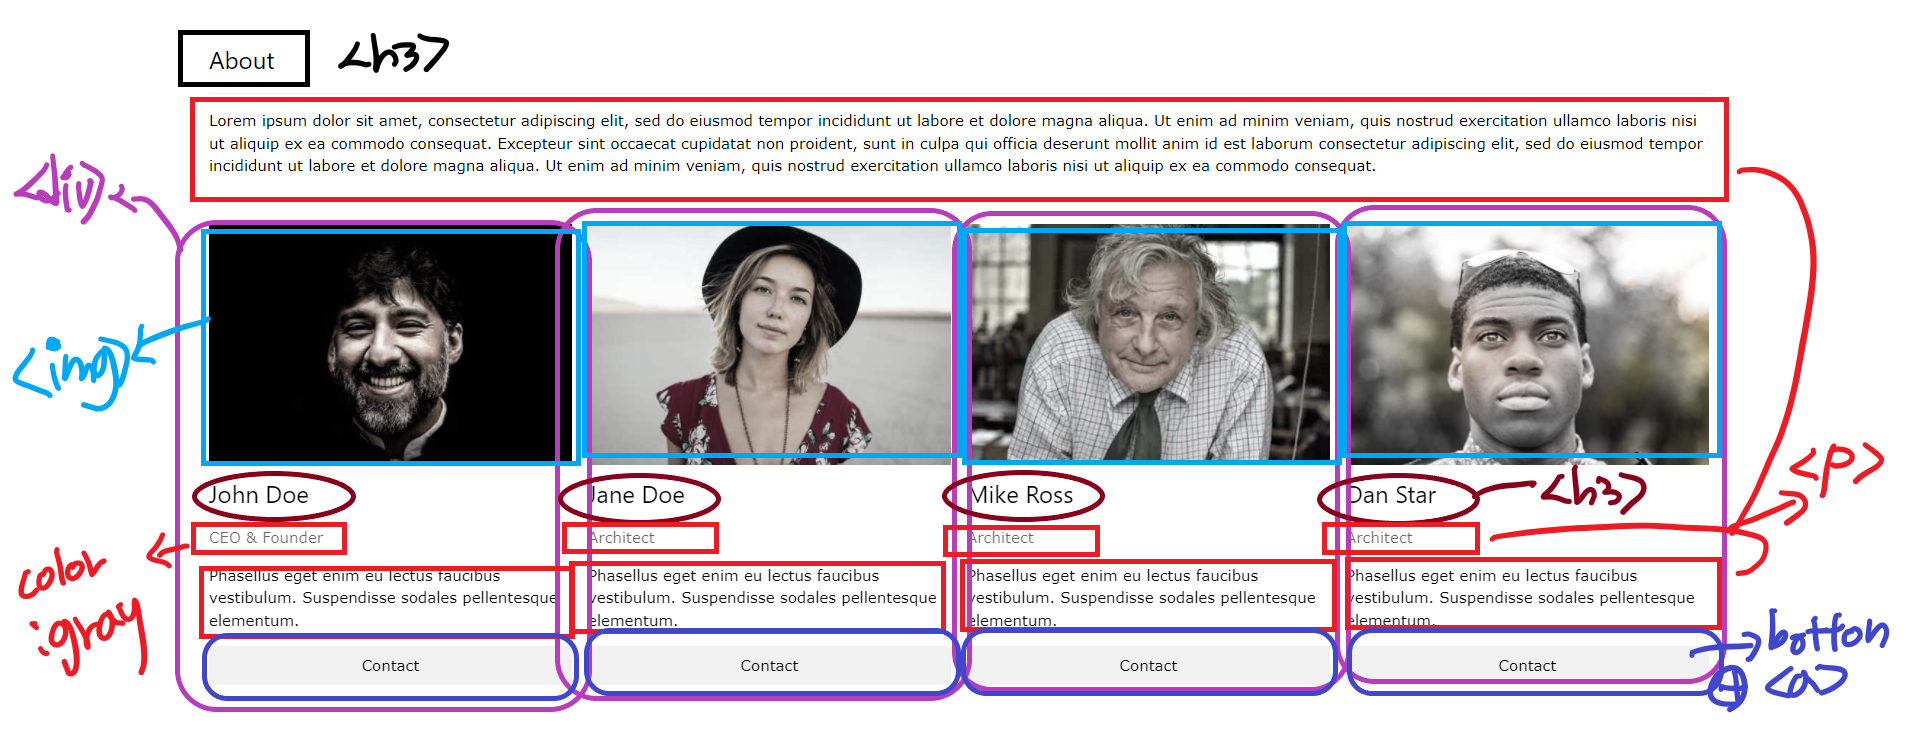 About
<h3>
Lorem ipsum dolor sit amet, consectetur adipiscing elit, sed do eiusmod tempor incididunt ut labore et dolore magna aliqua. Ut enim ad minim veniam, quis nostrud exercitation ullamco laboris nisi
ut aliquip ex ea commodo consequat. Excepteur sint occaecat cupidatat non proident, sunt in culpa qui officia deserunt mollit anim id est laborum consectetur adipiscing elit, sed do eiusmod tempor
incididunt ut labore et dolore magna aliqua. Ut enim ad minim veniam, quis nostrud exercitation ullamco laboris nisi ut aliquip ex ea commodo consequat.
<div>
<img>
John Doe
CEO & Founder
color
:gray
Phasellus eget enim eu lectus faucibus
vestibulum. Suspendisse sodales pellentesque
elementum.
Contact
Jane Doe
Architect
Phasellus eget enim eu lectus faucibus
vestibulum. Suspendisse sodales pellentesque
elementum.
Contact
Mike Ross
Architect
Phasellus eget enim eu lectus faucibus
vestibulum. Suspendisse sodales pellentesque
elementum.
Contact
Dan Star
<h3>
Architect
<p>
Phasellus eget enim eu lectus faucibus
vestibulum. Suspendisse sodales pellentesque
elementum.
Contact
botton
+ <a>